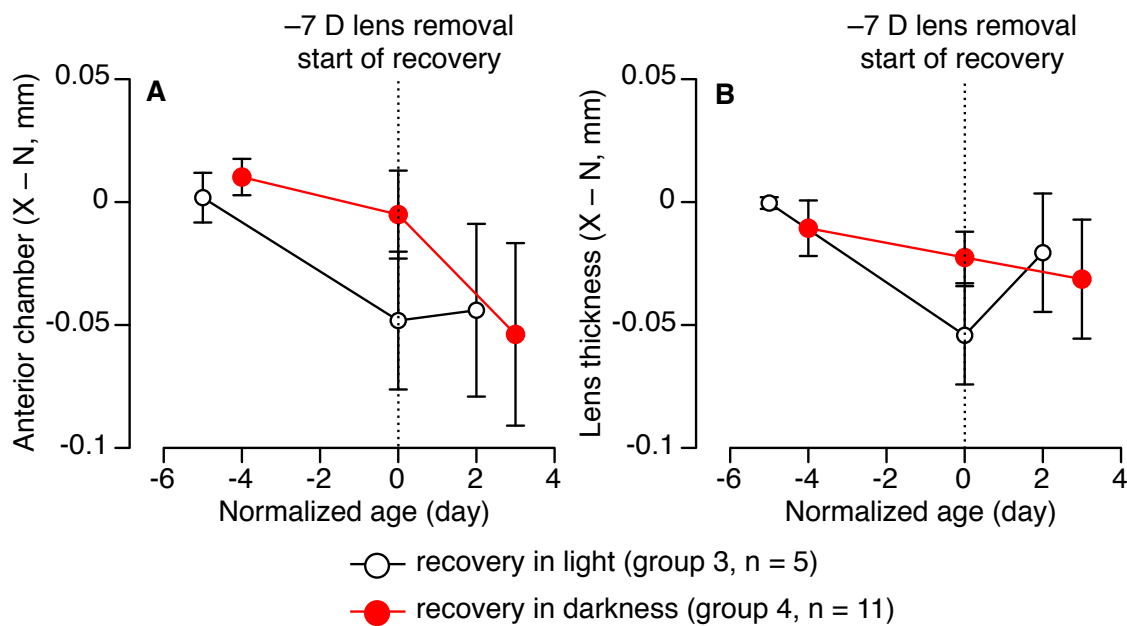 –7 D lens removal
start of recovery
A
Anterior chamber (X – N, mm)
0.05
0
-0.05
-0.1
-6
-4
-2
0
2
4
Normalized age (day)
–7 D lens removal
start of recovery
B
Lens thickness (X – N, mm)
0.05
0
-0.05
-0.1
-6
-4
-2
0
2
4
Normalized age (day)
recovery in light (group 3, n = 5)
recovery in darkness (group 4, n = 11)